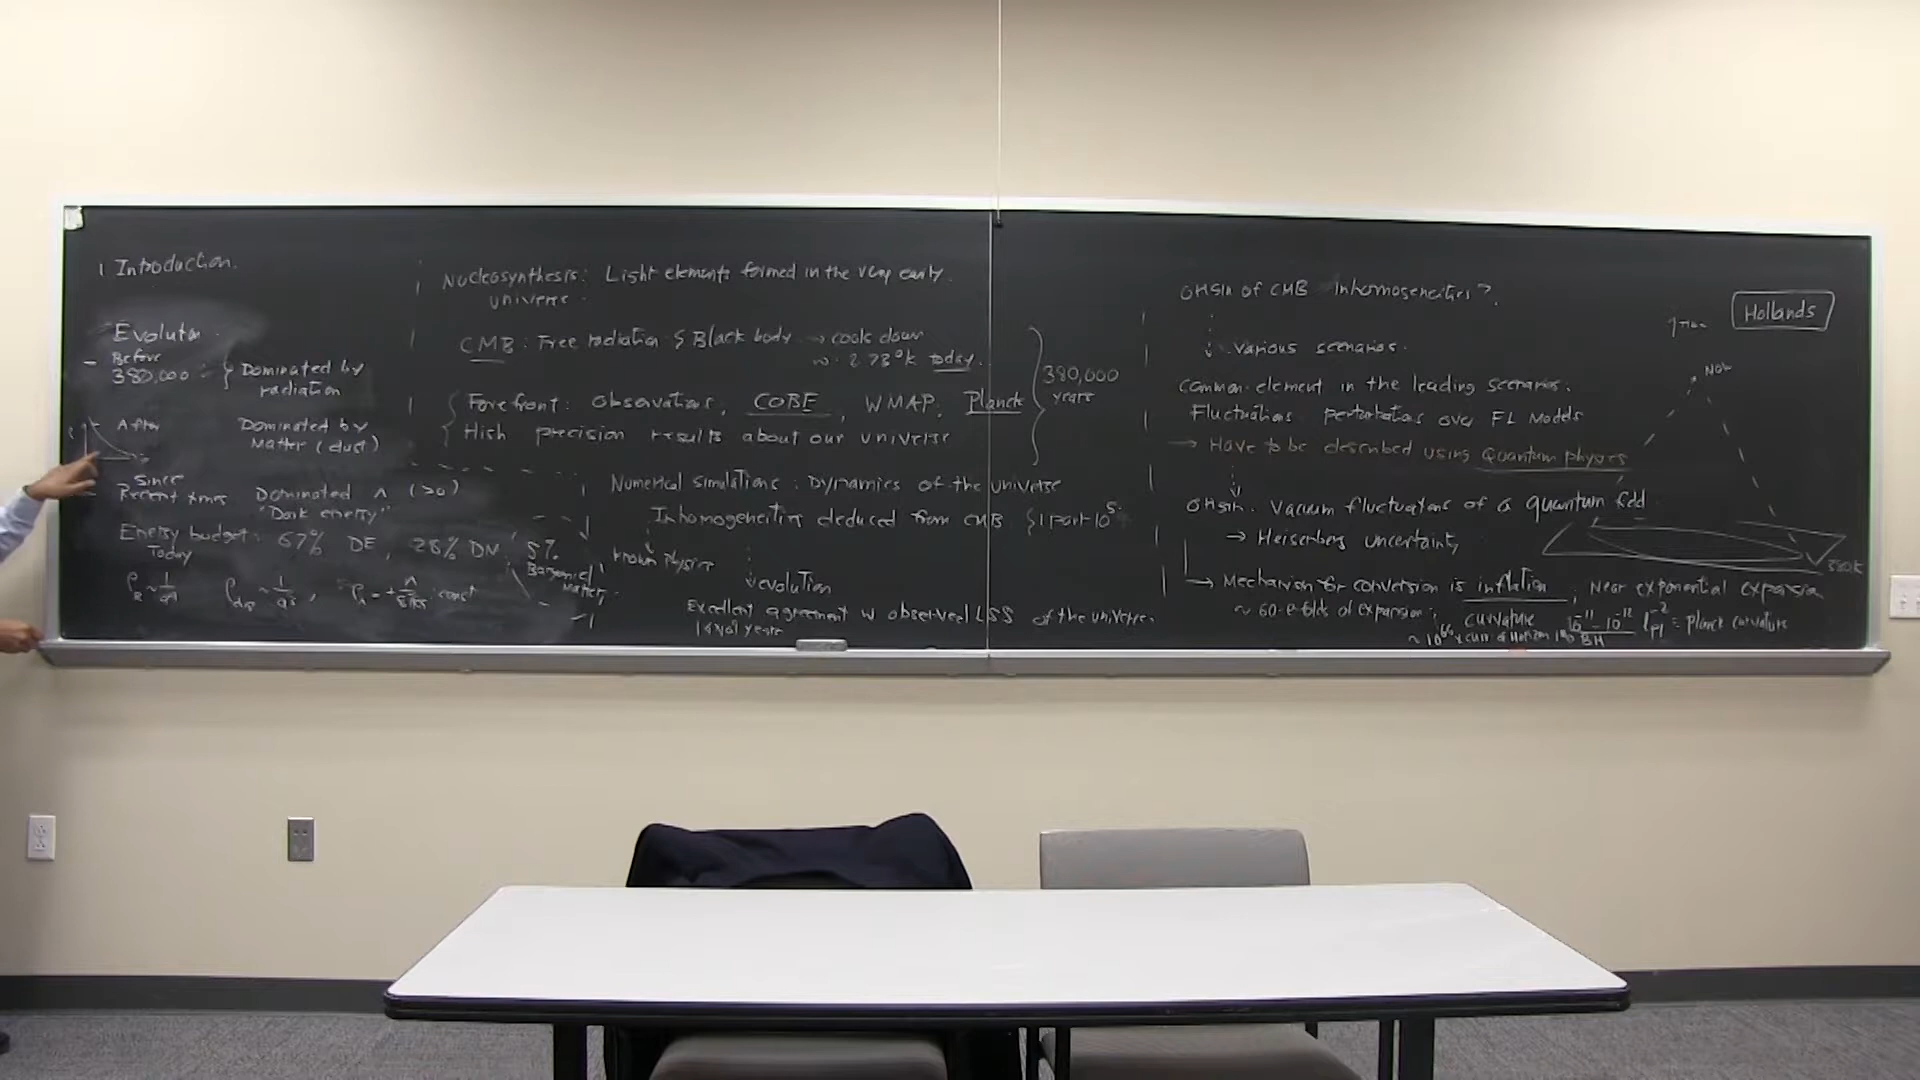 1 Introduction.
Evolution.
- Before
380,000 : { Dominated by
radiation
After Dominated by
Matter (dust)
Since
Recent times Dominated Λ (>0)
"Dark energy"
Energy budget: 67% DE, 28% DM, 5%
Today
Matter,
Nucleosynthesis: Light elements formed in the very early
universe.
CMB: Free radiation & Black body → cools down
~ 2.73°K today.
Forefront: Observations, COBE, WMAP, Planck
High precision results about our universe
380,000
years
Numerical simulations: Dynamics of the universe
Inhomogeneities deduced from CMB { 1 part 10⁵
known physics
evolution
Excellent agreement w observed LSS of the universe.
Origin of CMB Inhomogeneities?
Various scenarios.
Common element in the leading scenarios:
Fluctuations perturbations over FL Models
→ Have to be described using Quantum physics
Origin: Vacuum fluctuations of a quantum field
→ Heisenberg uncertainty
→ Mechanism for conversion is inflation, Near exponential expansion
~ 60 e-folds of expansion; curvature 10⁻¹¹ - 10⁻¹² l_Pl⁻² = Planck curvature
BH
Hollands
Now
380K